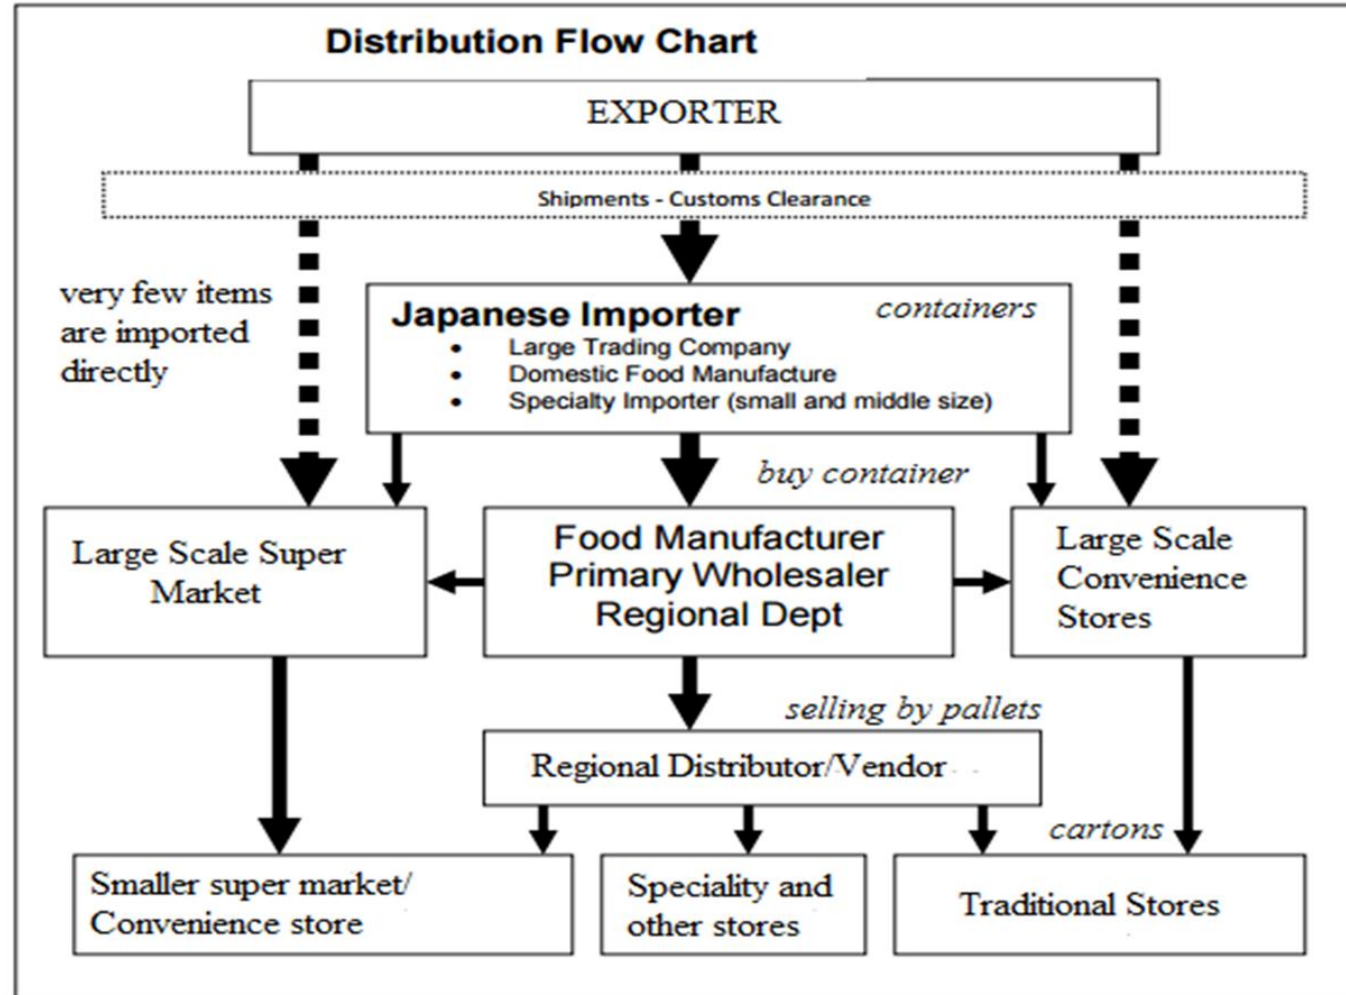 Distribution Flow Chart
EXPORTER
Shipments - Customs Clearance
very few items
are imported
directly
Japanese Importer
containers
• Large Trading Company
• Domestic Food Manufacture
• Specialty Importer (small and middle size)
buy container
Large Scale Super
Market
Food Manufacturer
Primary Wholesaler
Regional Dept
Large Scale
Convenience
Stores
selling by pallets
Regional Distributor/Vendor
cartons
Smaller super market/
Convenience store
Speciality and
other stores
Traditional Stores